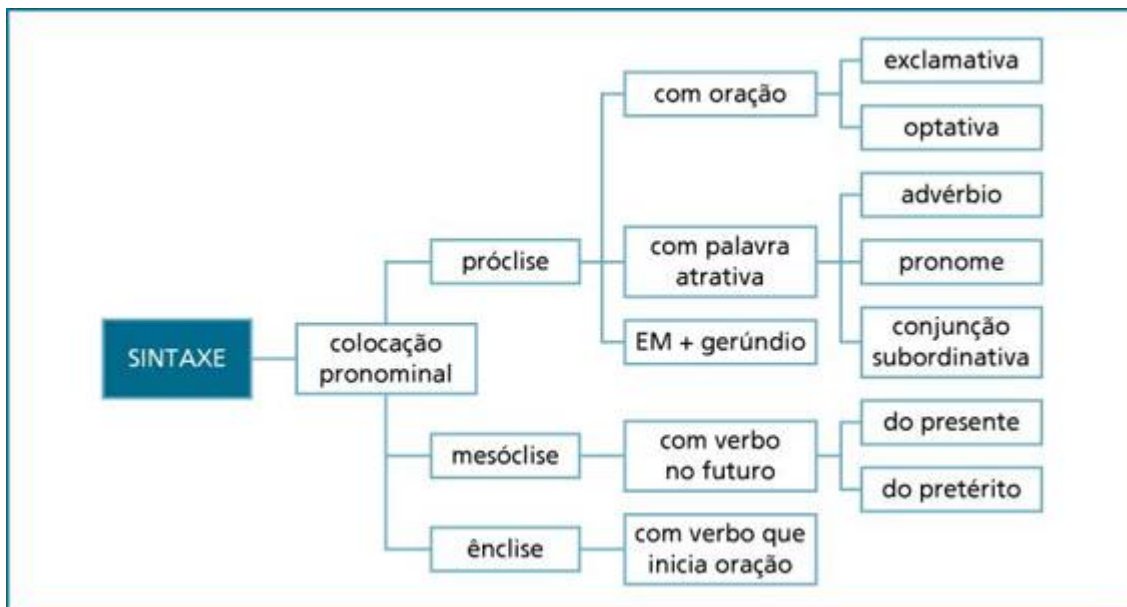 SINTAXE
colocação
pronominal
próclise
com oração
exclamativa
optativa
com palavra
atrativa
advérbio
pronome
conjunção
subordinativa
EM + gerúndio
mesóclise
com verbo
no futuro
do presente
do pretérito
ênclise
com verbo que
inicia oração